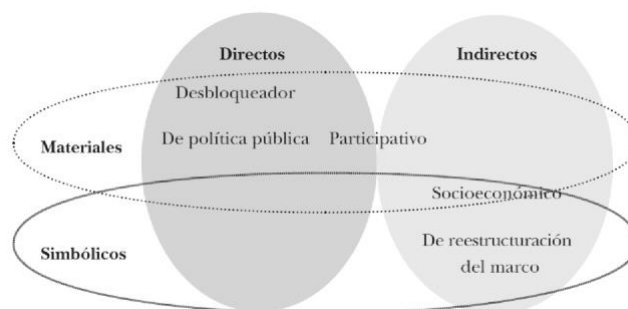 Directos Indirectos
Desbloqueador
Materiales De política pública Participativo
Socioeconómico
Simbólicos De reestructuración
del marco